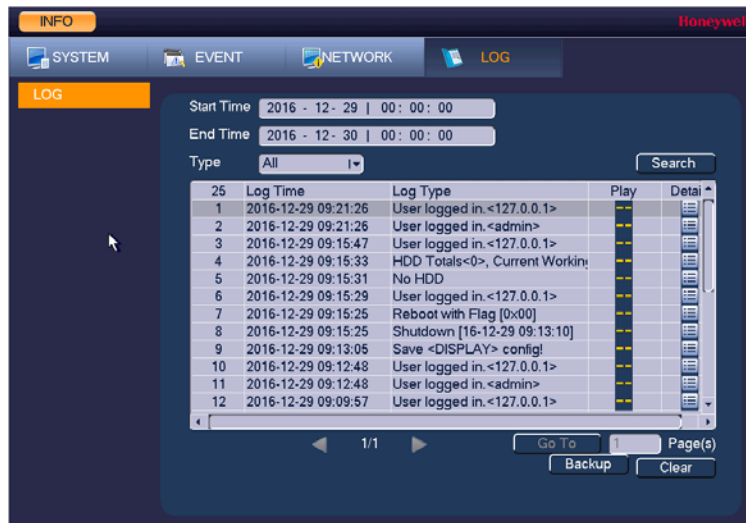 INFO
Honeywel
SYSTEM EVENT NETWORK LOG
LOG
Start Time 2016 - 12 - 29 | 00 : 00 : 00
End Time 2016 - 12 - 30 | 00 : 00 : 00
Type All Search
25 Log Time Log Type Play Detai
1 2016-12-29 09:21:26 User logged in.<127.0.0.1> --
2 2016-12-29 09:21:26 User logged in.<admin> --
3 2016-12-29 09:15:47 User logged in.<127.0.0.1> --
4 2016-12-29 09:15:33 HDD Totals<0>, Current Working --
5 2016-12-29 09:15:31 No HDD --
6 2016-12-29 09:15:29 User logged in.<127.0.0.1> --
7 2016-12-29 09:15:25 Reboot with Flag [0x00] --
8 2016-12-29 09:15:25 Shutdown [16-12-29 09:13:10] --
9 2016-12-29 09:13:05 Save <DISPLAY> config! --
10 2016-12-29 09:12:48 User logged in.<127.0.0.1> --
11 2016-12-29 09:12:48 User logged in.<admin> --
12 2016-12-29 09:09:57 User logged in.<127.0.0.1> --
1/1 Go To 1 Page(s)
Backup Clear